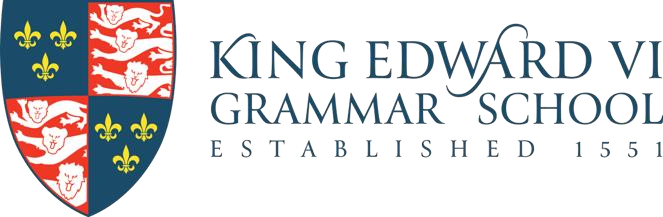 KING EDWARD VI
GRAMMAR SCHOOL
ESTABLISHED 1551